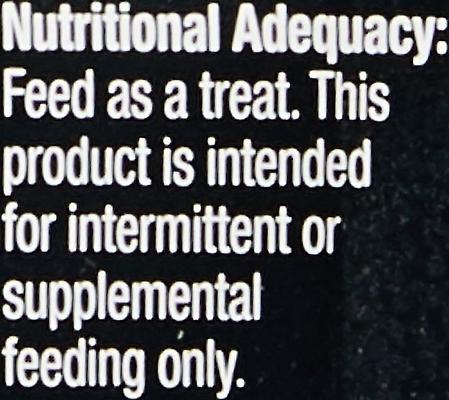 Nutritional Adequacy:
Feed as a treat. This
product is intended
for intermittent or
supplemental
feeding only.